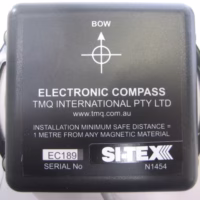 BOW
ELECTRONIC COMPASS
TMQ INTERNATIONAL PTY LTD
www.tmq.com.au
INSTALLATION MINIMUM SAFE DISTANCE =
1 METRE FROM ANY MAGNETIC MATERIAL
EC189
SERIAL No
SI-TEX
N1454